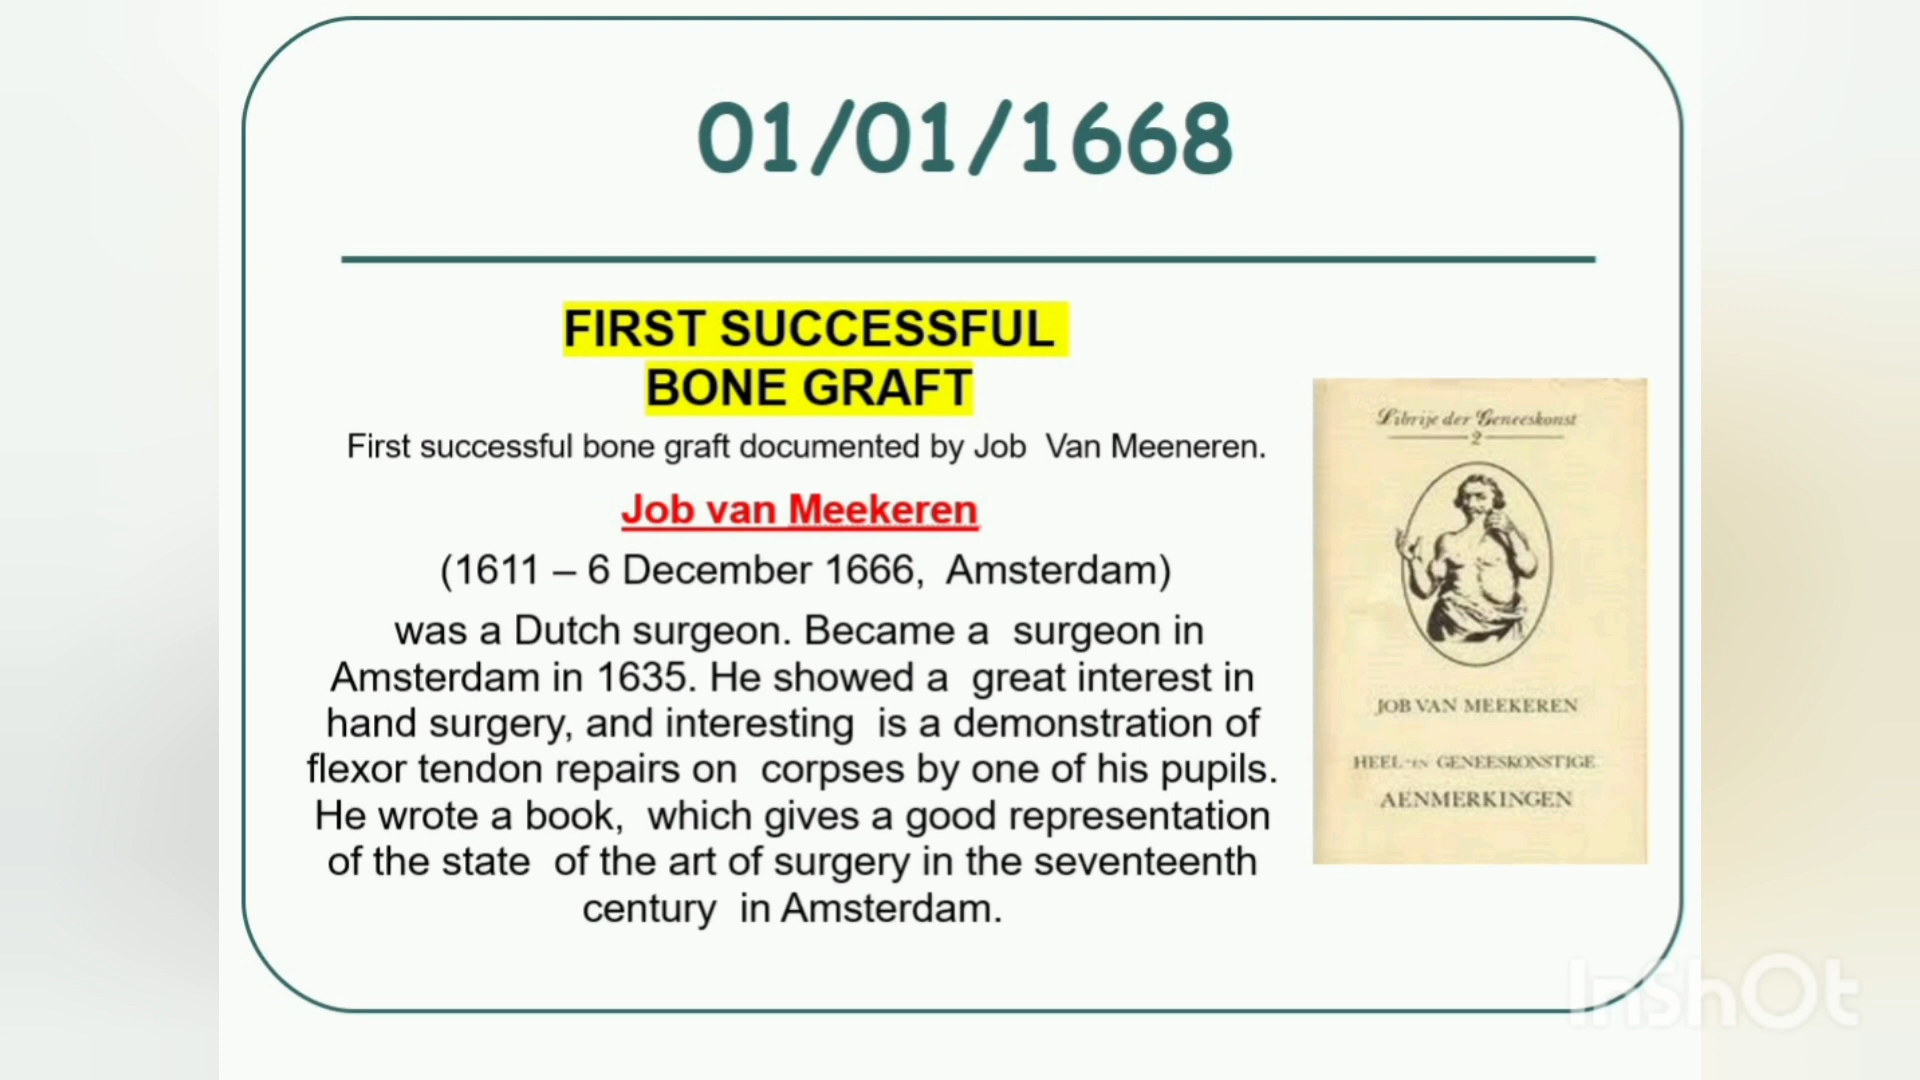 01/01/1668
FIRST SUCCESSFUL
BONE GRAFT
First successful bone graft documented by Job Van Meeneren.
Job van Meekeren
(1611 – 6 December 1666, Amsterdam)
was a Dutch surgeon. Became a surgeon in
Amsterdam in 1635. He showed a great interest in
hand surgery, and interesting is a demonstration of
flexor tendon repairs on corpses by one of his pupils.
He wrote a book, which gives a good representation
of the state of the art of surgery in the seventeenth
century in Amsterdam.
Librije der Geneeskonst
2
JOB VAN MEEKEREN
HEEL-EN GENEESKONSTIGE
AENMERKINGEN
InShOt